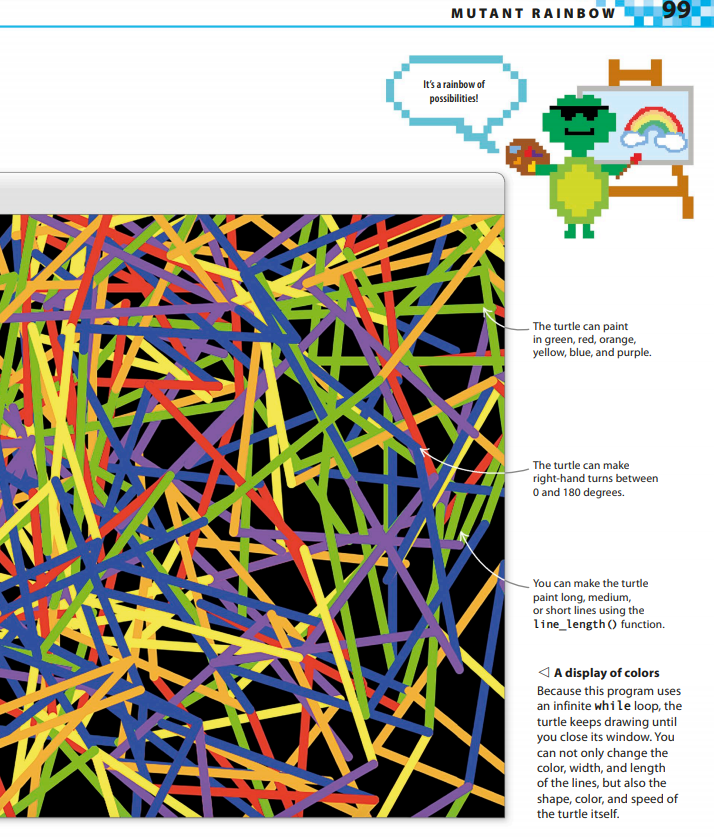 MUTANT RAINBOW 99
It's a rainbow of
possibilities!
The turtle can paint
in green, red, orange,
yellow, blue, and purple.
The turtle can make
right-hand turns between
0 and 180 degrees.
You can make the turtle
paint long, medium,
or short lines using the
line_length() function.
◁ A display of colors
Because this program uses
an infinite while loop, the
turtle keeps drawing until
you close its window. You
can not only change the
color, width, and length
of the lines, but also the
shape, color, and speed of
the turtle itself.